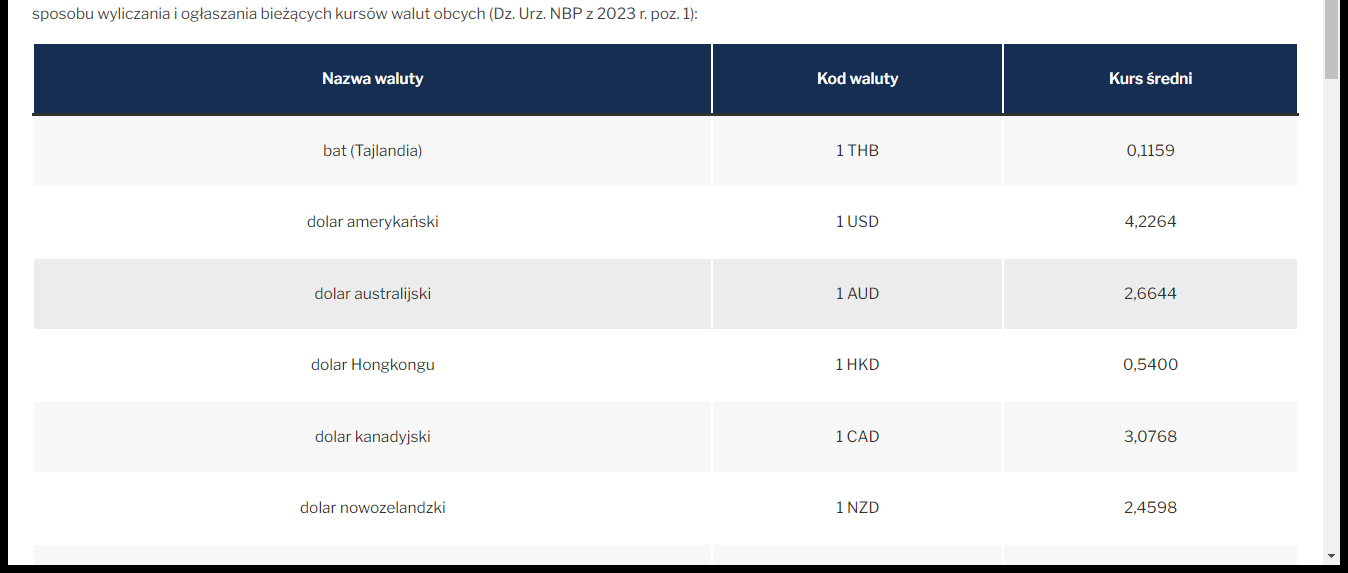 sposobu wyliczania i ogłaszania bieżących kursów walut obcych (Dz. Urz. NBP z 2023 r. poz. 1):
Nazwa waluty Kod waluty Kurs średni
bat (Tajlandia) 1 THB 0,1159
dolar amerykański 1 USD 4,2264
dolar australijski 1 AUD 2,6644
dolar Hongkongu 1 HKD 0,5400
dolar kanadyjski 1 CAD 3,0768
dolar nowozelandzki 1 NZD 2,4598